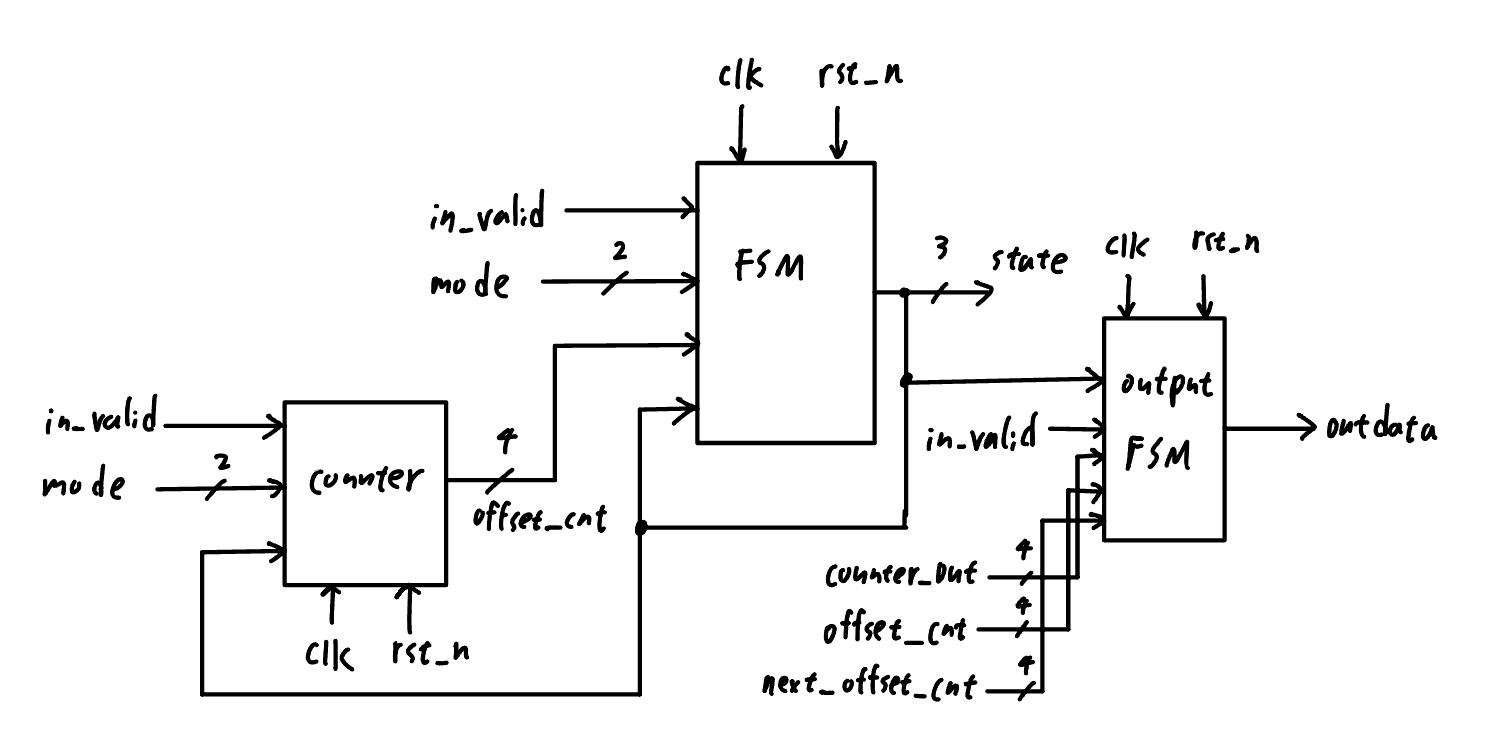 clk rst_n
in_valid
2
mode
FSM
3
state
clk rst_n
output
FSM
in_valid
outdata
in_valid
2
mode
counter
4
offset_cnt
clk rst_n
4
counter_out
4
offset_cnt
4
next_offset_cnt